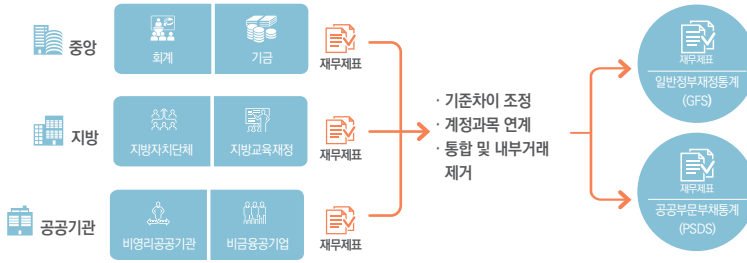 중앙
회계
기금
재무제표
지방
지방자치단체
지방교육재정
재무제표
공공기관
비영리공공기관
비금융공기업
재무제표
· 기준차이 조정
· 계정과목 연계
· 통합 및 내부거래
제거
재무제표
일반정부재정통계
(GFS)
재무제표
공공부문부채통계
(PSDS)